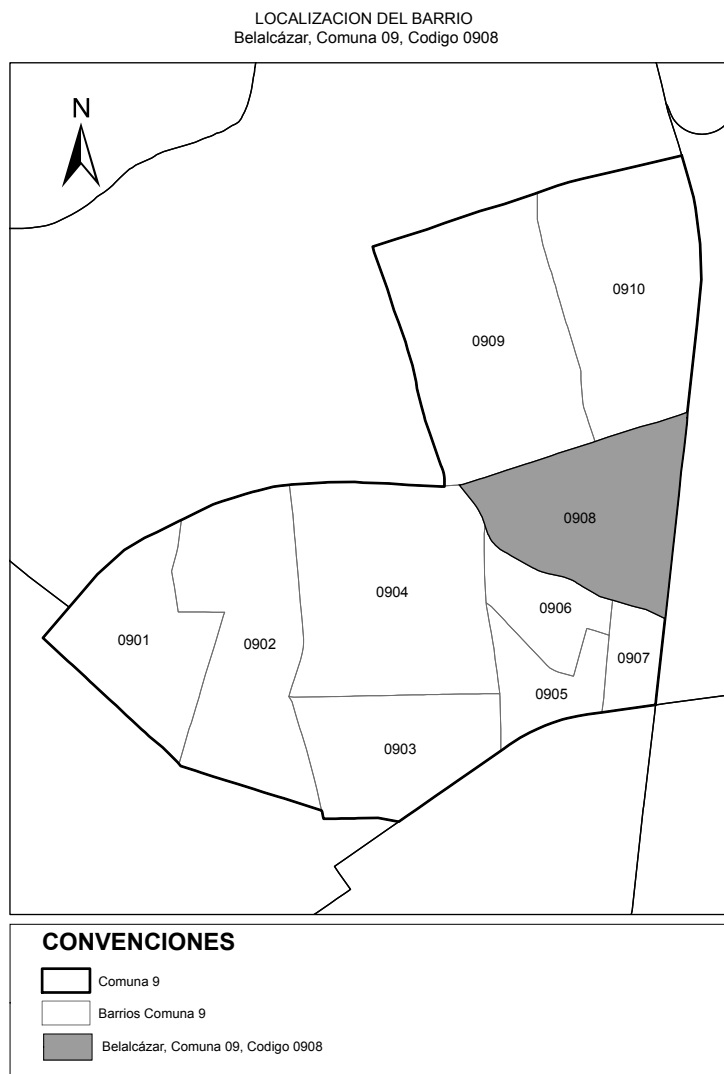 LOCALIZACION DEL BARRIO
Belalcázar, Comuna 09, Codigo 0908
N
0910
0909
0908
0904
0906
0901
0902
0907
0905
0903
CONVENCIONES
Comuna 9
Barrios Comuna 9
Belalcázar, Comuna 09, Codigo 0908